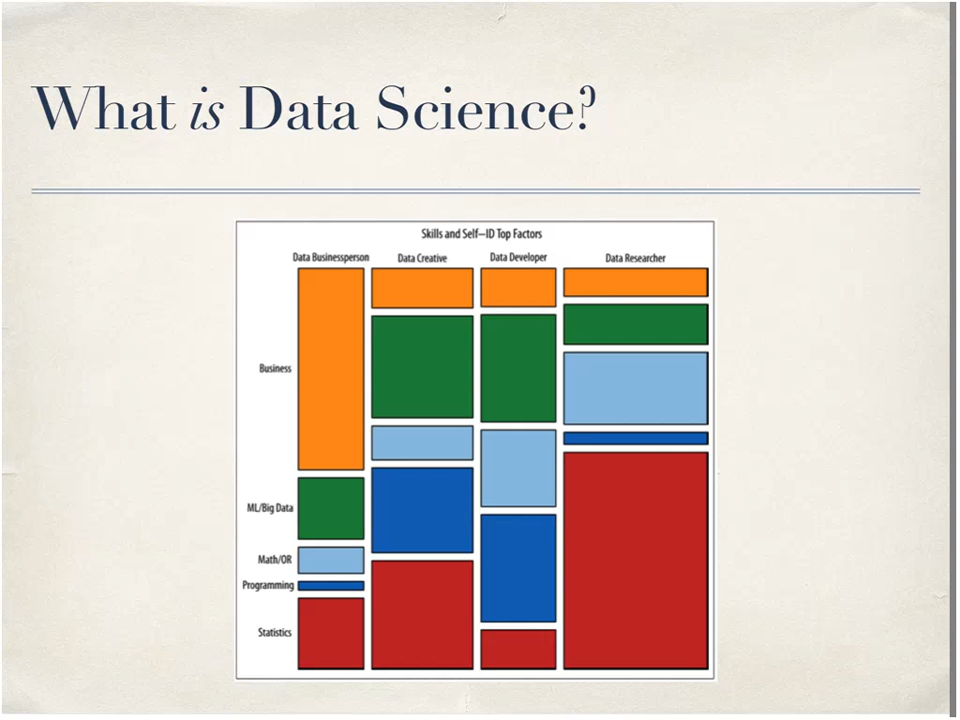 What is Data Science?
Skills and Self–ID Top Factors
Data Businessperson Data Creative Data Developer Data Researcher
Business
ML/Big Data
Math/OR
Programming
Statistics